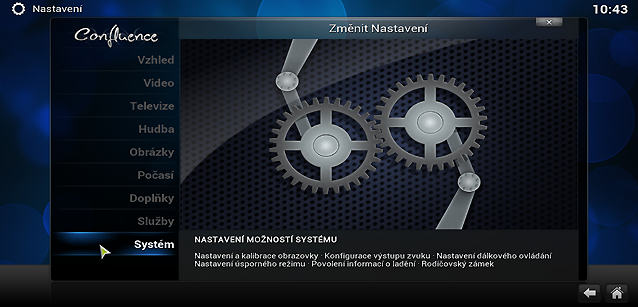 Nastavení
10:43
Confluence
Změnit Nastavení
Vzhled
Video
Televize
Hudba
Obrázky
Počasí
Doplňky
Služby
Systém
NASTAVENÍ MOŽNOSTÍ SYSTÉMU
Nastavení a kalibrace obrazovky · Konfigurace výstupu zvuku · Nastavení dálkového ovládání
Nastavení úsporného režimu · Povolení informací o ladění · Rodičovský zámek